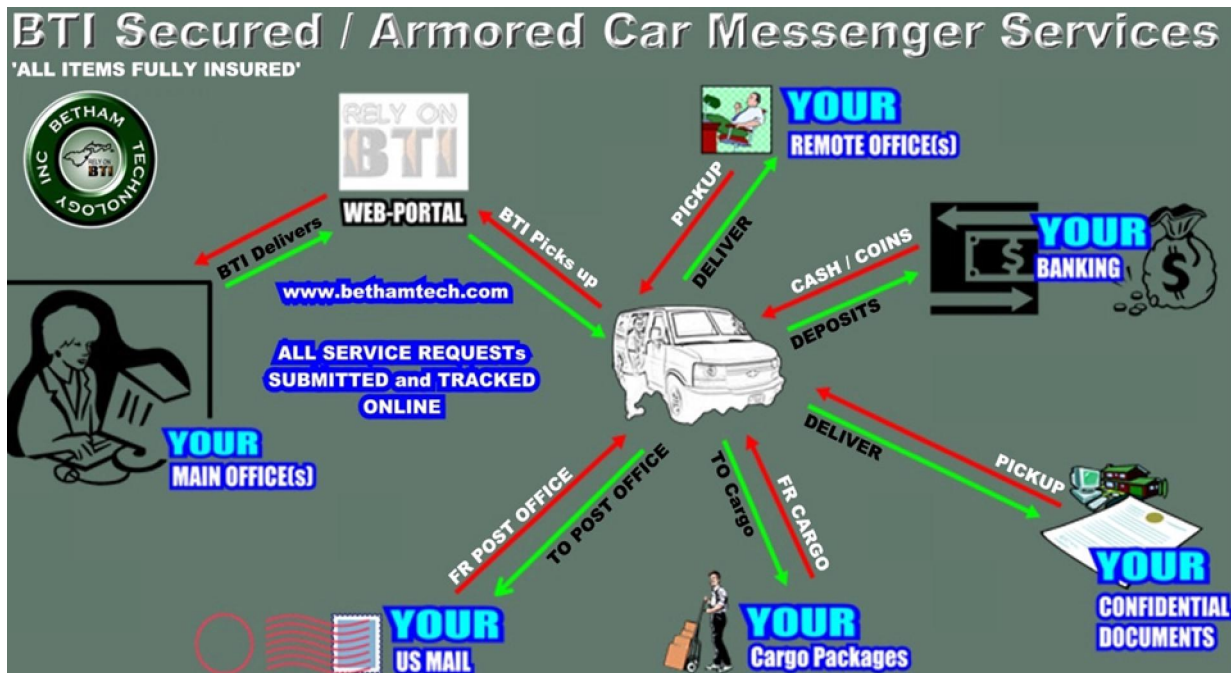 BTI Secured / Armored Car Messenger Services
'ALL ITEMS FULLY INSURED'
BETHAM TECHNOLOGY INC
RELY ON
BTI
RELY ON
BTI
WEB-PORTAL
YOUR
REMOTE OFFICE(s)
PICKUP
DELIVER
BTI Delivers
BTI Picks up
CASH / COINS
DEPOSITS
$
YOUR
BANKING
$
www.bethamtech.com
ALL SERVICE REQUESTs
SUBMITTED and TRACKED
ONLINE
YOUR
MAIN OFFICE(s)
DELIVER
PICKUP
FR POST OFFICE
TO POST OFFICE
TO Cargo
FR CARGO
YOUR
CONFIDENTIAL
DOCUMENTS
YOUR
US MAIL
YOUR
Cargo Packages